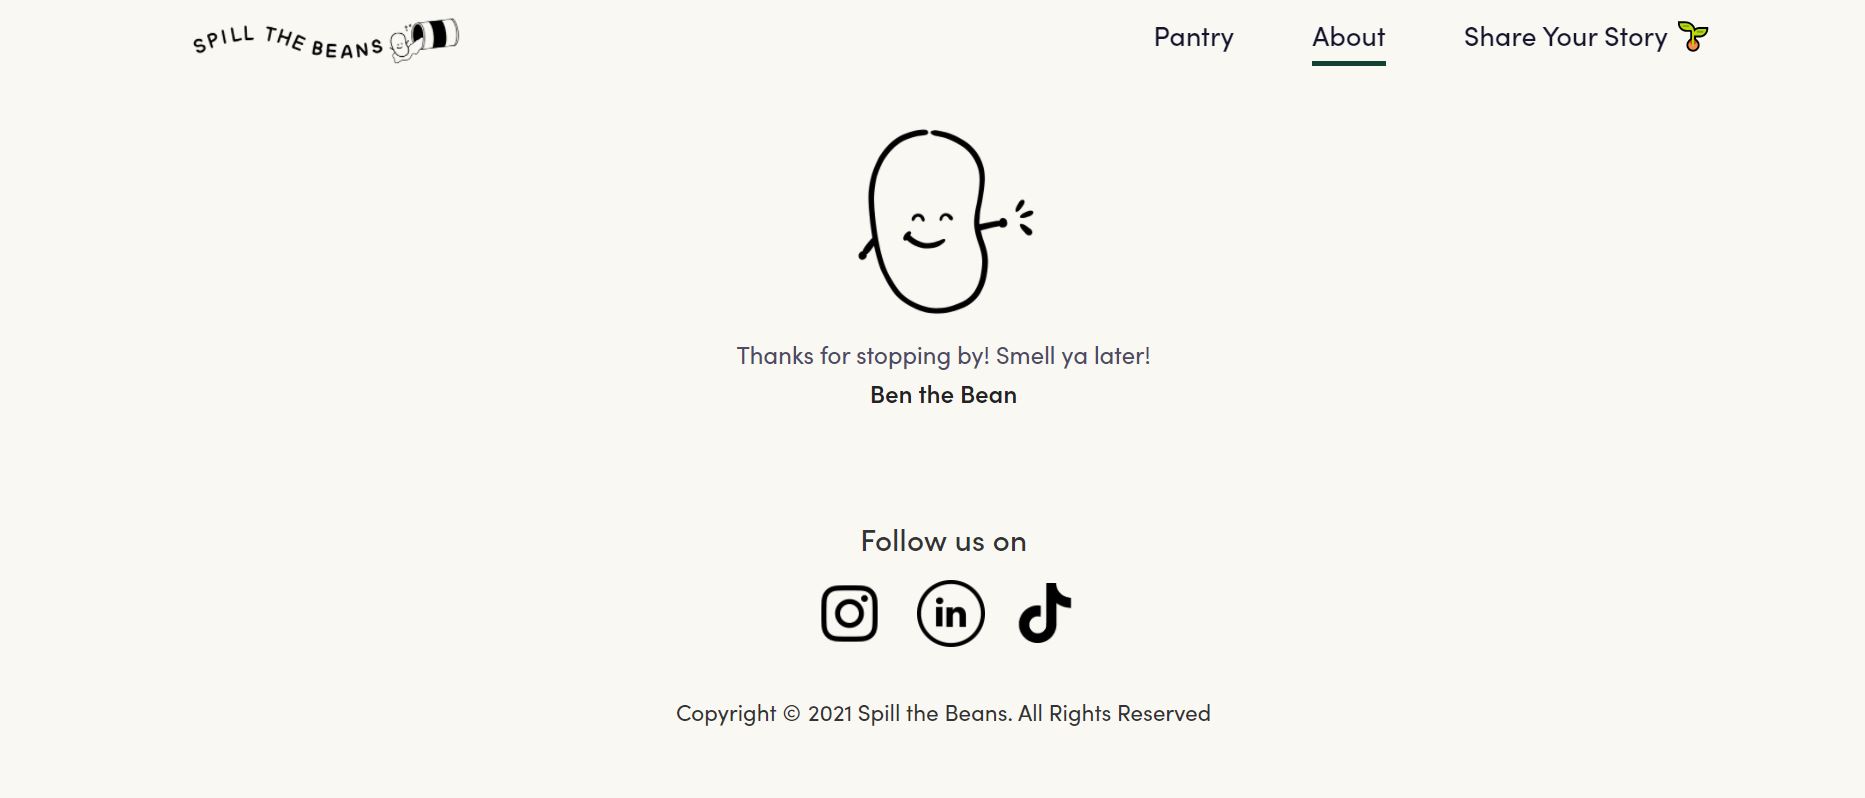 SPILL THE BEANS
Pantry
About
Share Your Story
Thanks for stopping by! Smell ya later!
Ben the Bean
Follow us on
in
Copyright © 2021 Spill the Beans. All Rights Reserved